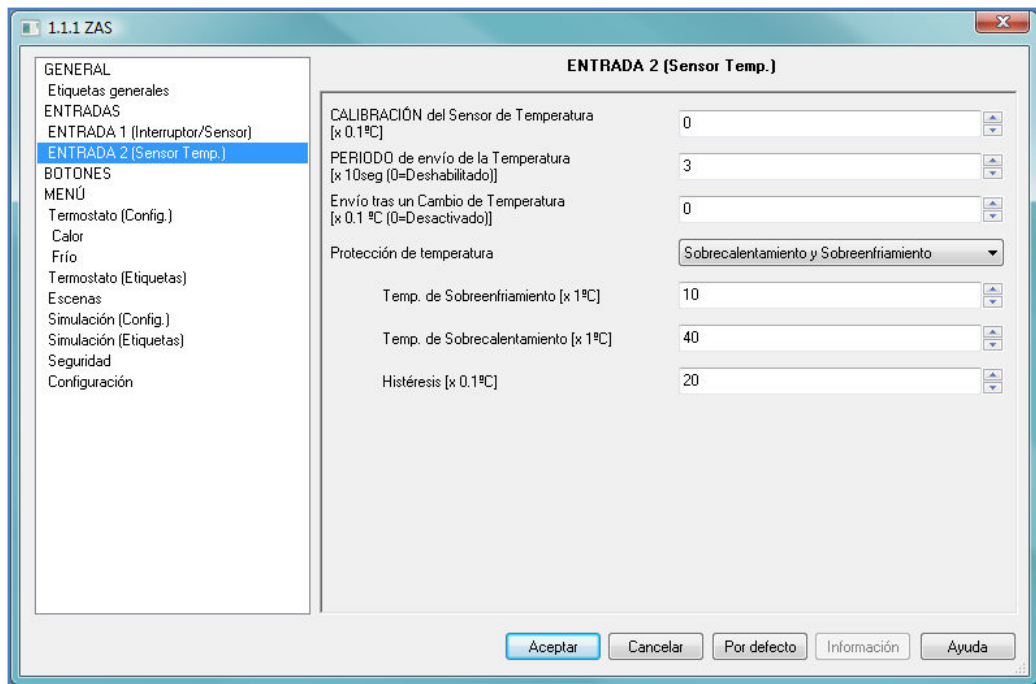 1.1.1 ZAS
GENERAL
Etiquetas generales
ENTRADAS
ENTRADA 1 (Interruptor/Sensor)
ENTRADA 2 (Sensor Temp.)
BOTONES
MENÚ
Termostato (Config.)
Calor
Frío
Termostato (Etiquetas)
Escenas
Simulación (Config.)
Simulación (Etiquetas)
Seguridad
Configuración
ENTRADA 2 (Sensor Temp.)
CALIBRACIÓN del Sensor de Temperatura
[x 0.1ºC]
0
PERIODO de envío de la Temperatura
[x 10seg (0=Deshabilitado)]
3
Envío tras un Cambio de Temperatura
[x 0.1 ºC (0=Desactivado)]
0
Protección de temperatura
Sobrecalentamiento y Sobreenfriamiento
Temp. de Sobreenfriamiento [x 1ºC]
10
Temp. de Sobrecalentamiento [x 1ºC]
40
Histéresis [x 0.1ºC]
20
Aceptar
Cancelar
Por defecto
Información
Ayuda